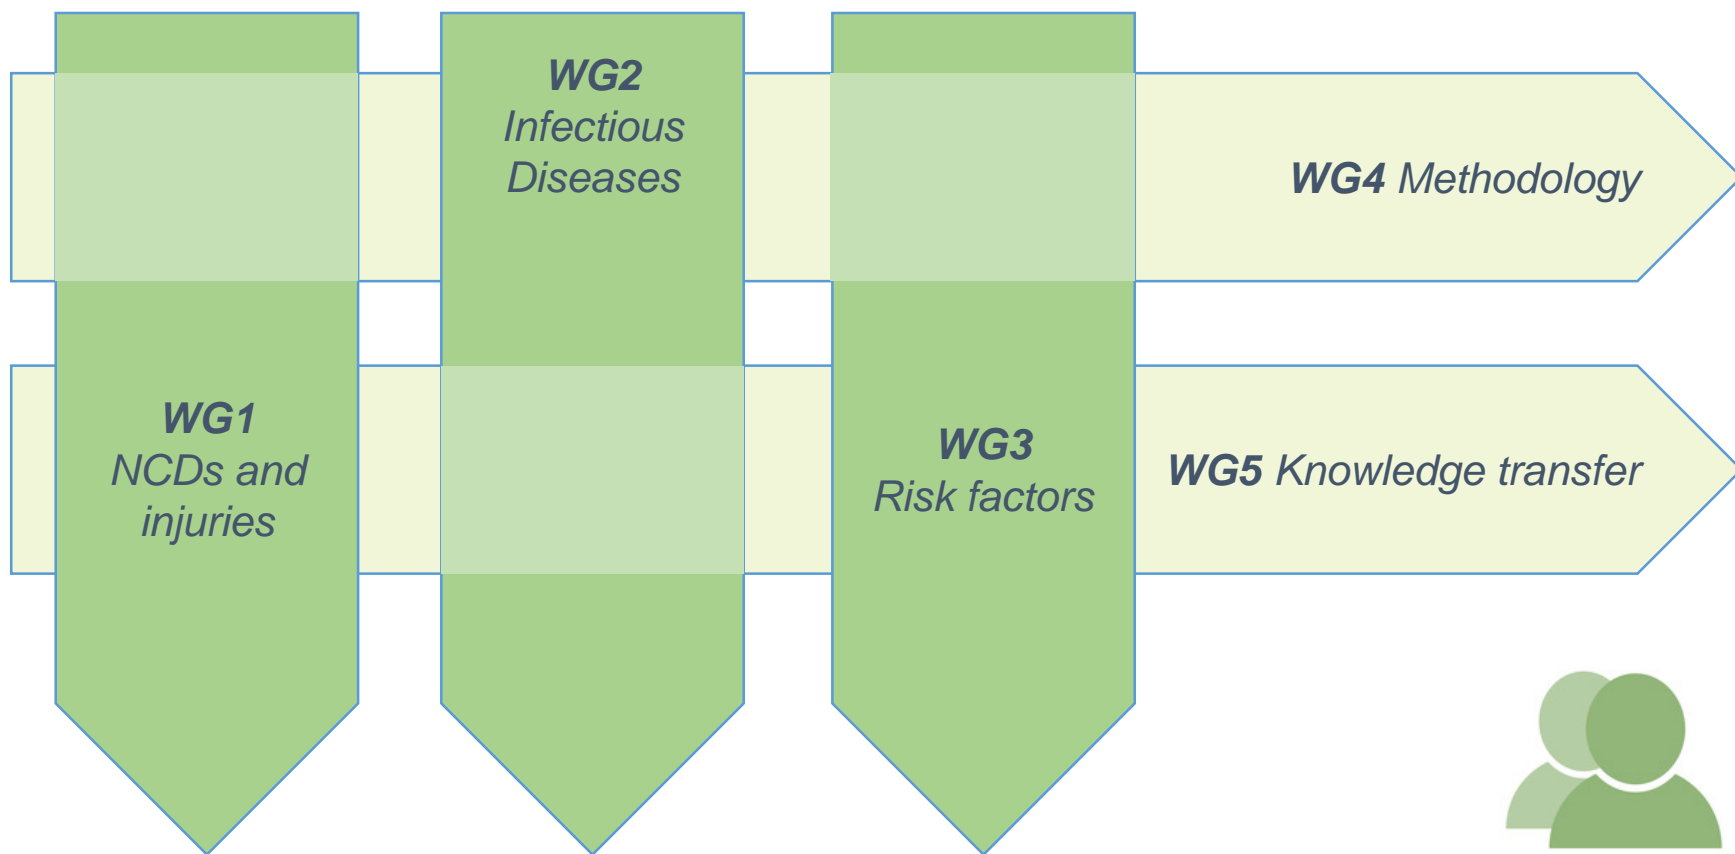 WG2
Infectious
Diseases
WG4 Methodology
WG1
NCDs and
injuries
WG3
Risk factors
WG5 Knowledge transfer